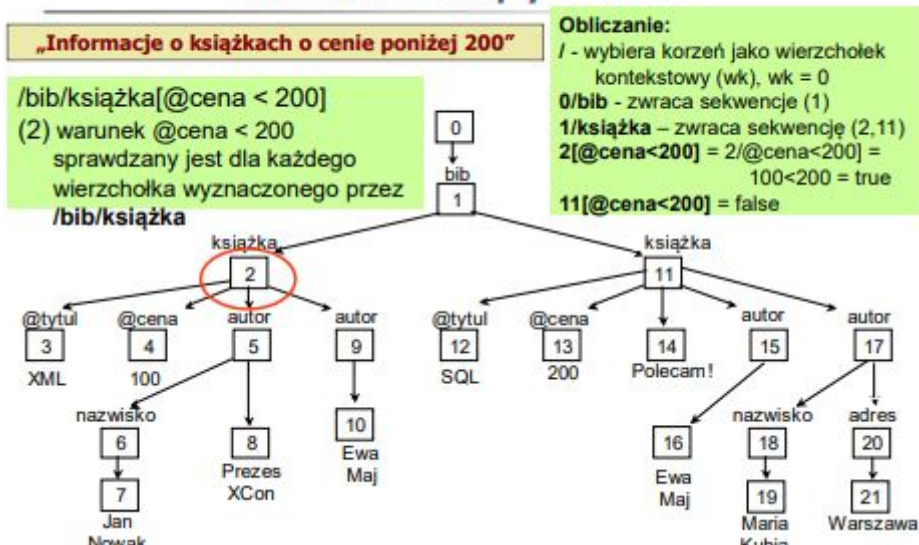 „Informacje o książkach o cenie poniżej 200”
/bib/książka[@cena < 200]
(2) warunek @cena < 200
sprawdzany jest dla każdego
wierzchołka wyznaczonego przez
/bib/książka
Obliczanie:
/ - wybiera korzeń jako wierzchołek
kontekstowy (wk), wk = 0
0/bib - zwraca sekwencje (1)
1/książka – zwraca sekwencję (2,11)
2[@cena<200] = 2/@cena<200] =
100<200 = true
11[@cena<200] = false
0
bib
1
książka
książka
2
11
@tytul
@cena
autor
autor
@tytul
@cena
autor
autor
3
4
5
9
12
13
14
15
17
XML
100
SQL
200
Polecam!
nazwisko
nazwisko
adres
6
8
10
16
18
20
Prezes
XCon
Ewa
Maj
Ewa
Maj
7
19
21
Jan
Nowak
Maria
Warszawa